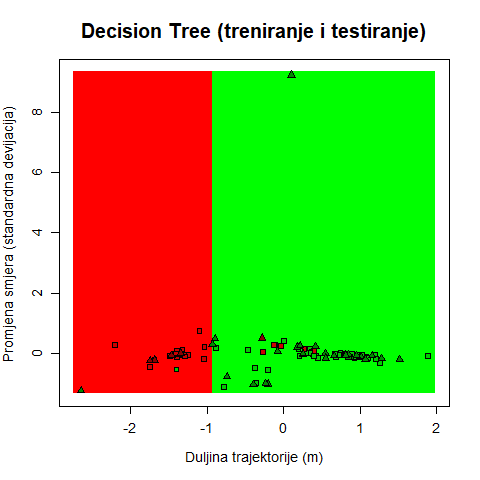 Decision Tree (treniranje i testiranje)
Promjena smjera (standardna devijacija)
8
6
4
2
0
-2 -1 0 1 2
Duljina trajektorije (m)